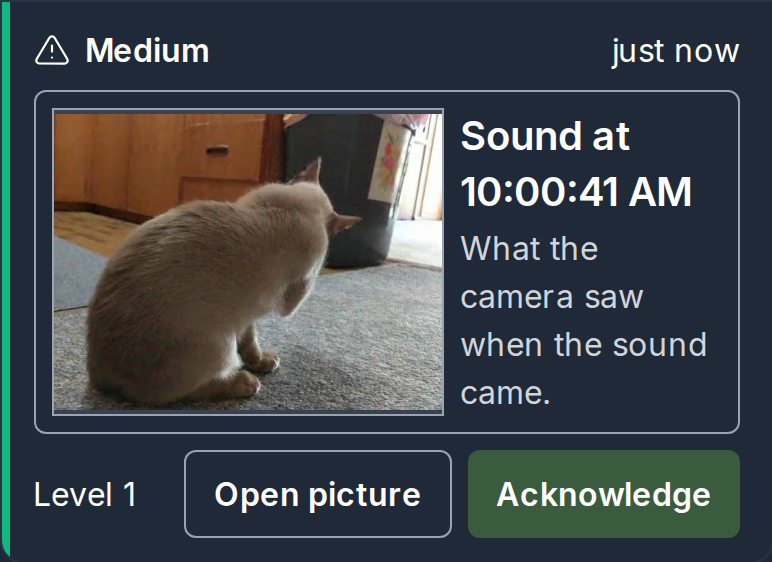 Medium
just now
Sound at
10:00:41 AM
What the
camera saw
when the sound
came.
Level 1
Open picture
Acknowledge